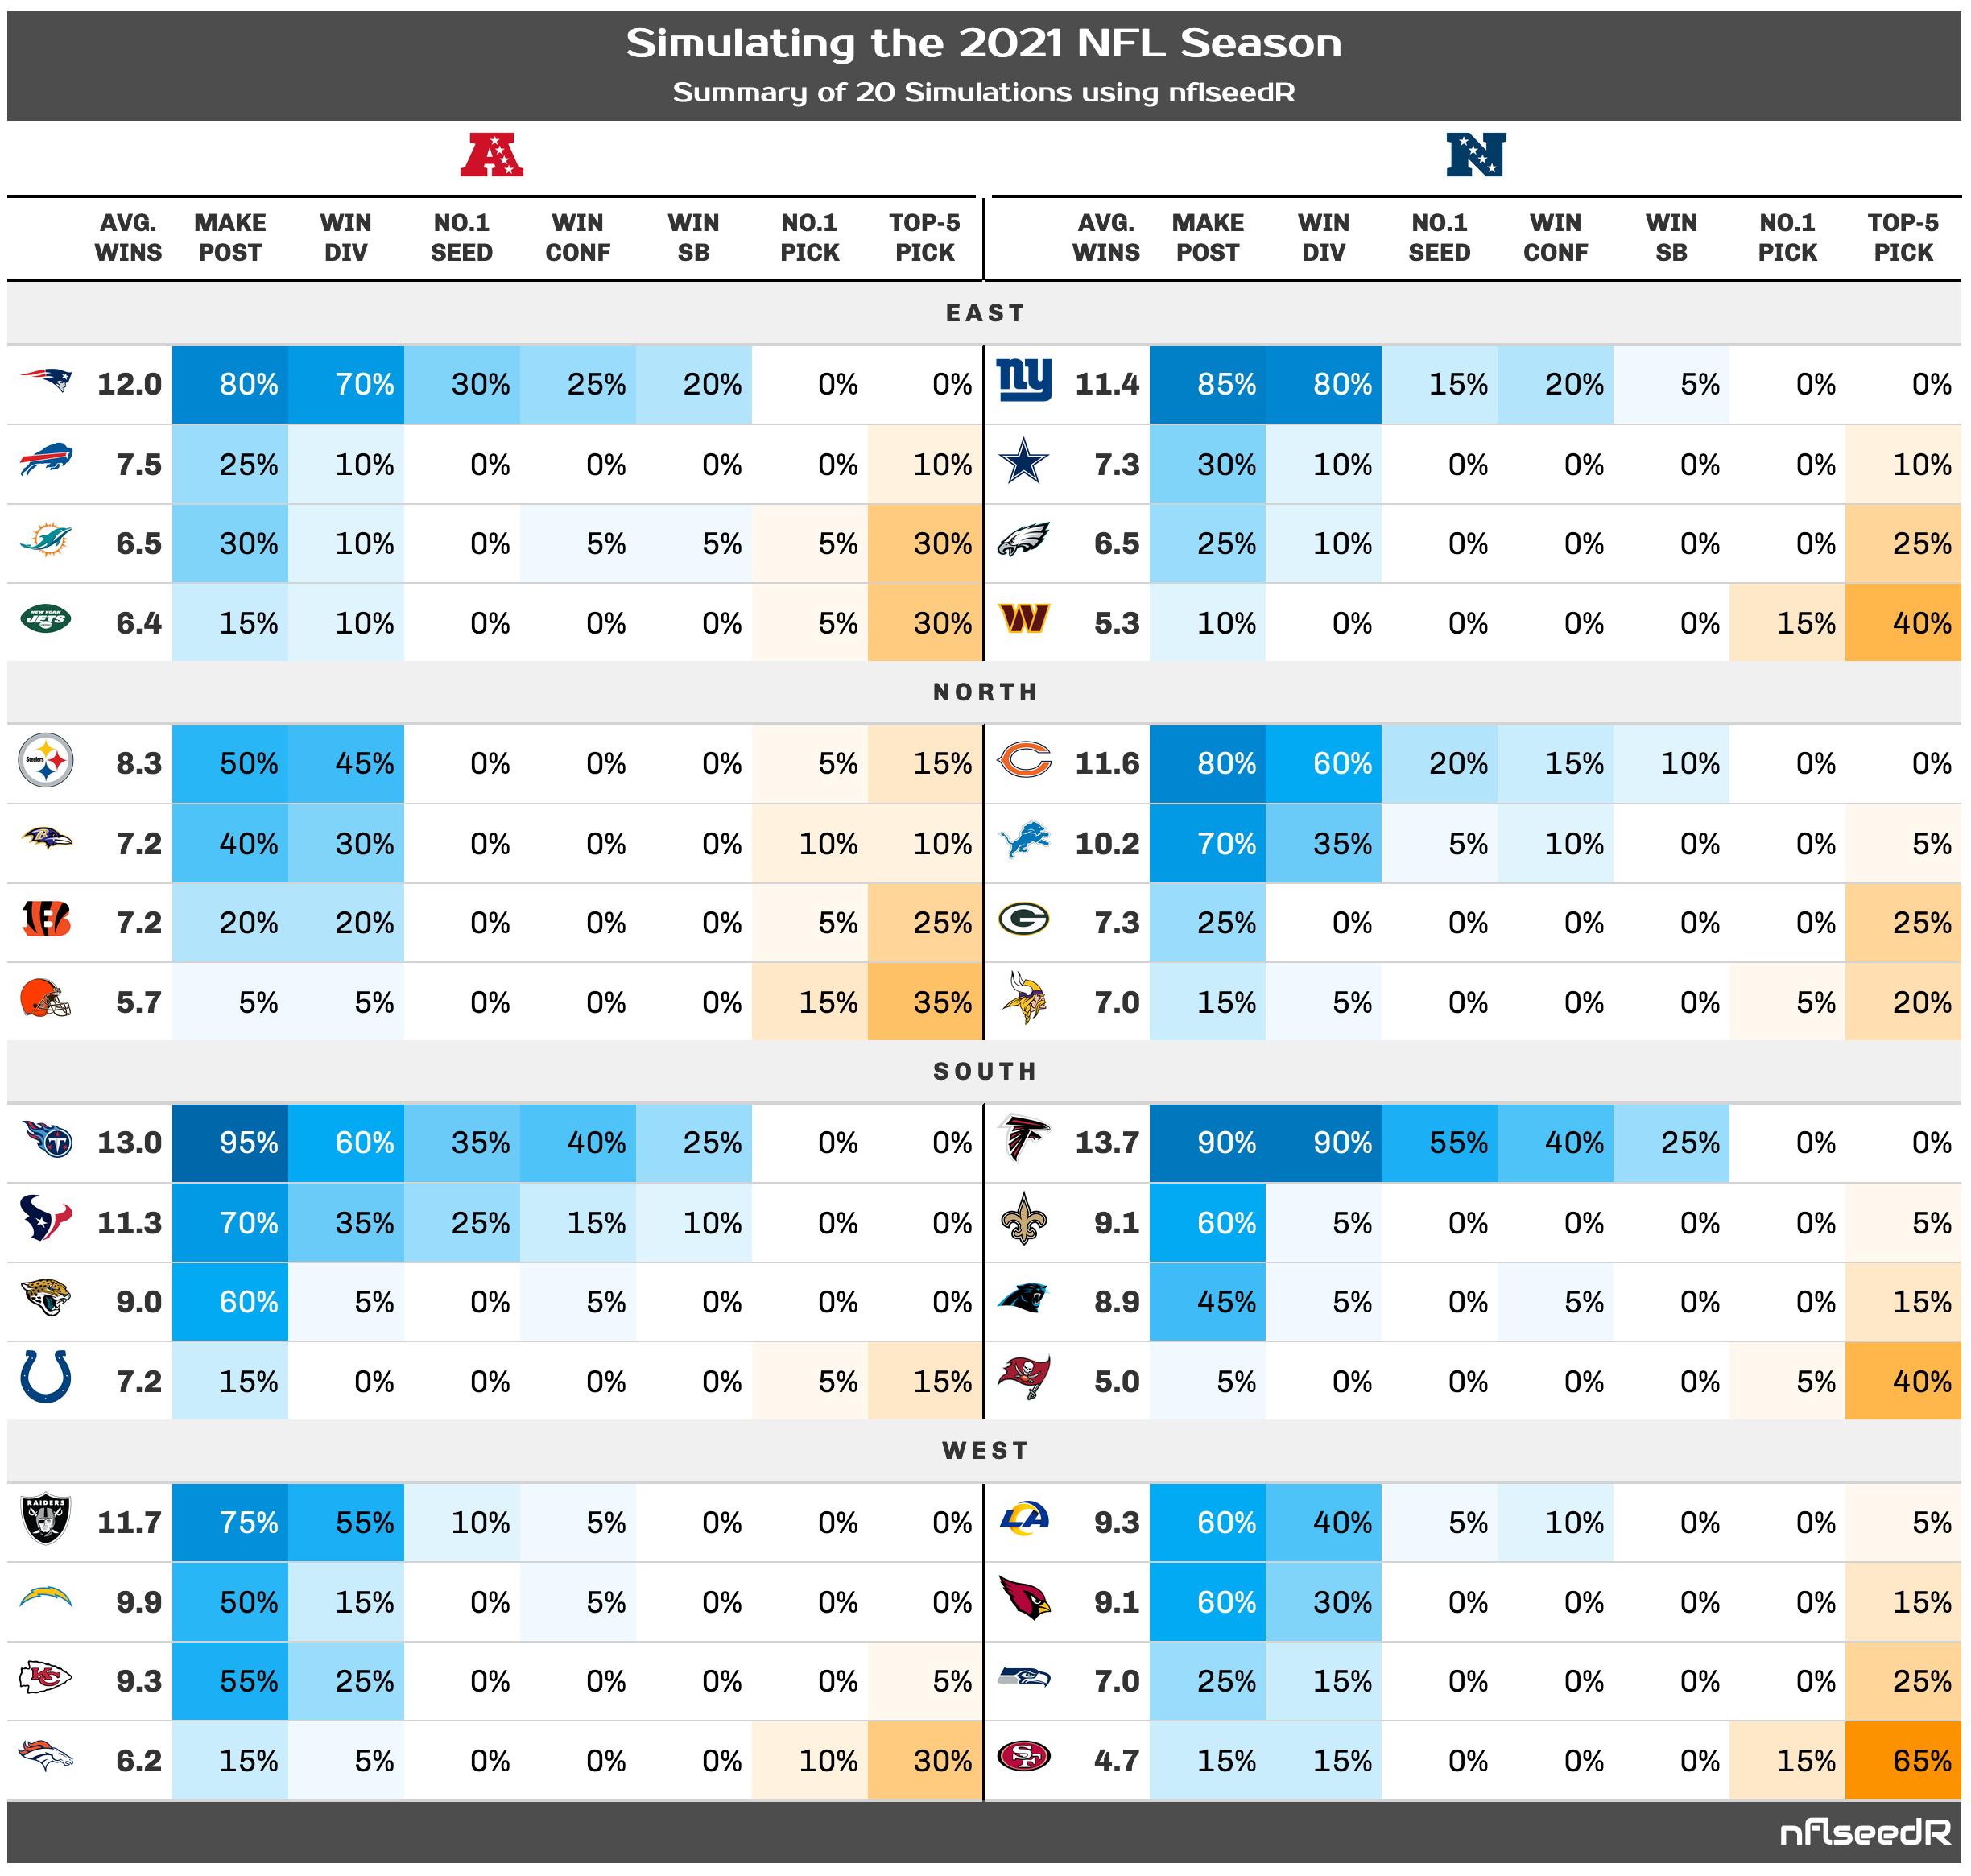 Simulating the 2021 NFL Season
Summary of 20 Simulations using nflseedR
A N
AVG. WINS MAKE POST WIN DIV NO.1 SEED WIN CONF WIN SB NO.1 PICK TOP-5 PICK AVG. WINS MAKE POST WIN DIV NO.1 SEED WIN CONF WIN SB NO.1 PICK TOP-5 PICK
EAST
12.0 80% 70% 30% 25% 20% 0% 0% ny 11.4 85% 80% 15% 20% 5% 0% 0%
7.5 25% 10% 0% 0% 0% 0% 10% 7.3 30% 10% 0% 0% 0% 0% 10%
6.5 30% 10% 0% 5% 5% 5% 30% 6.5 25% 10% 0% 0% 0% 0% 25%
NEW YORK JETS 6.4 15% 10% 0% 0% 0% 5% 30% W 5.3 10% 0% 0% 0% 0% 15% 40%
NORTH
Steelers 8.3 50% 45% 0% 0% 0% 5% 15% C 11.6 80% 60% 20% 15% 10% 0% 0%
B 7.2 40% 30% 0% 0% 0% 10% 10% 10.2 70% 35% 5% 10% 0% 0% 5%
B 7.2 20% 20% 0% 0% 0% 5% 25% G 7.3 25% 0% 0% 0% 0% 0% 25%
5.7 5% 5% 0% 0% 0% 15% 35% 7.0 15% 5% 0% 0% 0% 5% 20%
SOUTH
T 13.0 95% 60% 35% 40% 25% 0% 0% 13.7 90% 90% 55% 40% 25% 0% 0%
11.3 70% 35% 25% 15% 10% 0% 0% 9.1 60% 5% 0% 0% 0% 0% 5%
9.0 60% 5% 0% 5% 0% 0% 0% 8.9 45% 5% 0% 5% 0% 0% 15%
7.2 15% 0% 0% 0% 0% 5% 15% 5.0 5% 0% 0% 0% 0% 5% 40%
WEST
RAIDERS 11.7 75% 55% 10% 5% 0% 0% 0% LA 9.3 60% 40% 5% 10% 0% 0% 5%
9.9 50% 15% 0% 5% 0% 0% 0% 9.1 60% 30% 0% 0% 0% 0% 15%
KC 9.3 55% 25% 0% 0% 0% 0% 5% 7.0 25% 15% 0% 0% 0% 0% 25%
6.2 15% 5% 0% 0% 0% 10% 30% SF 4.7 15% 15% 0% 0% 0% 15% 65%
nflseedR